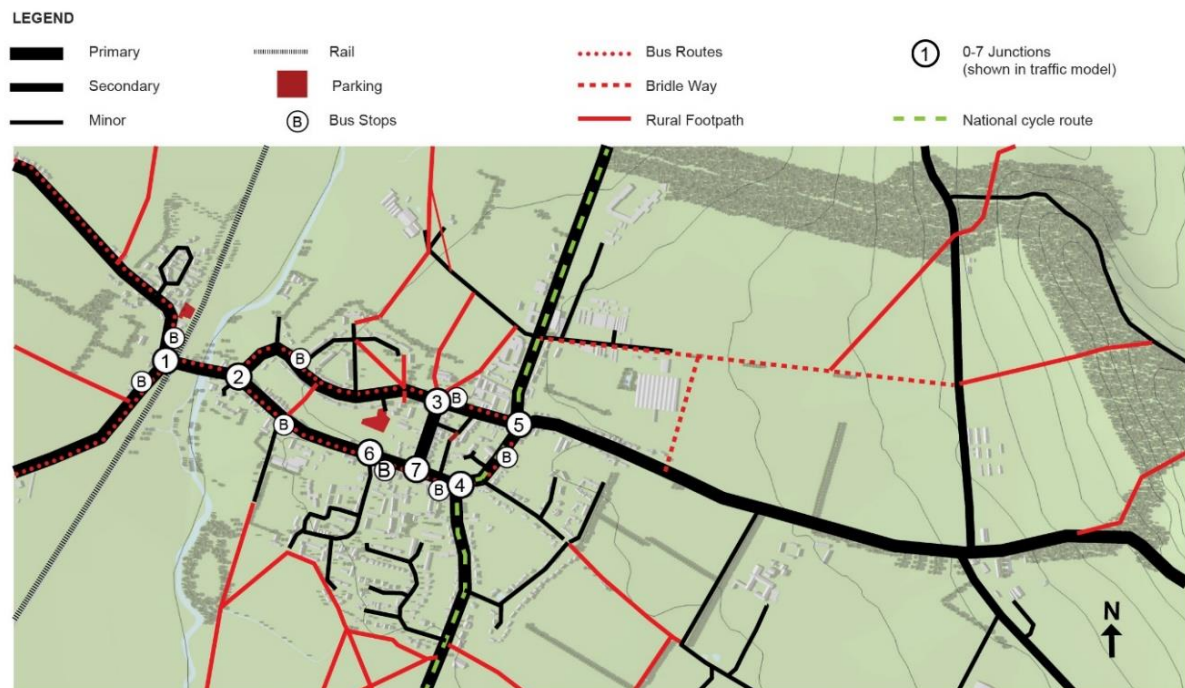 LEGEND
Primary
Secondary
Minor
Rail
Parking
B Bus Stops
Bus Routes
Bridle Way
Rural Footpath
1 0-7 Junctions
(shown in traffic model)
National cycle route
B
1
B
2
B
3 B
5
B
6
B
7
B
4
B
N